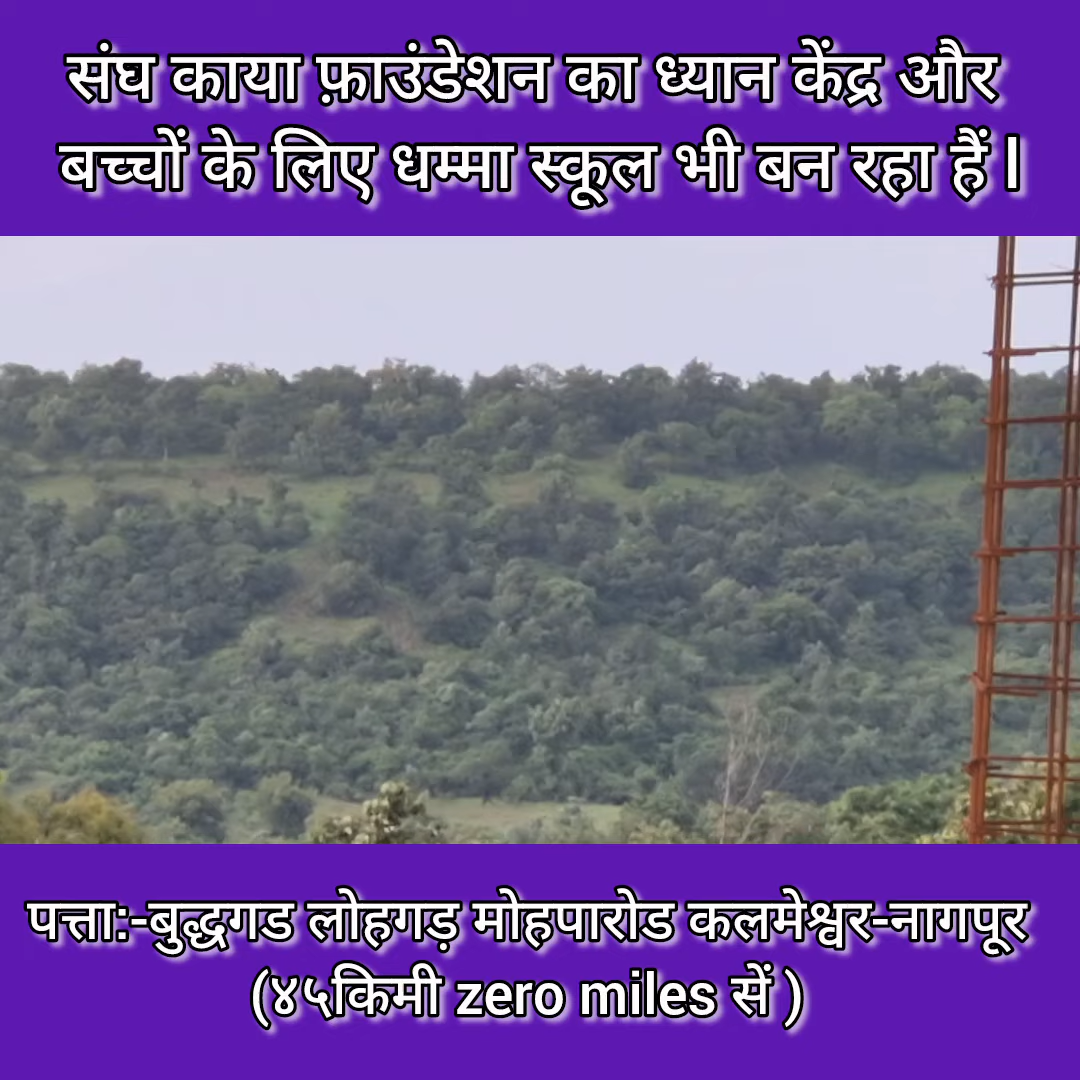 संघ काया फ़ाउंडेशन का ध्यान केंद्र और
बच्चों के लिए धम्मा स्कूल भी बन रहा हैं l
पत्ता:-बुद्धगड लोहगड़ मोहपारोड कलमेश्वर-नागपूर
(४५किमी zero miles सें )